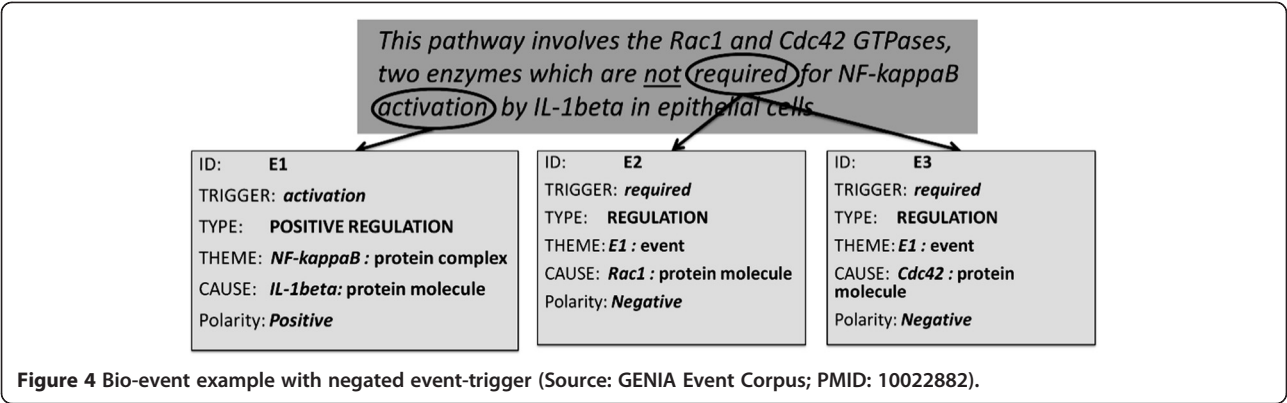 This pathway involves the Rac1 and Cdc42 GTPases,
two enzymes which are not required for NF-kappaB
activation by IL-1beta in epithelial cells
ID: E1
TRIGGER: activation
TYPE: POSITIVE REGULATION
THEME: NF-kappaB : protein complex
CAUSE: IL-1beta: protein molecule
Polarity: Positive
ID: E2
TRIGGER: required
TYPE: REGULATION
THEME: E1 : event
CAUSE: Rac1 : protein molecule
Polarity: Negative
ID: E3
TRIGGER: required
TYPE: REGULATION
THEME: E1 : event
CAUSE: Cdc42 : protein
molecule
Polarity: Negative
Figure 4 Bio-event example with negated event-trigger (Source: GENIA Event Corpus; PMID: 10022882).